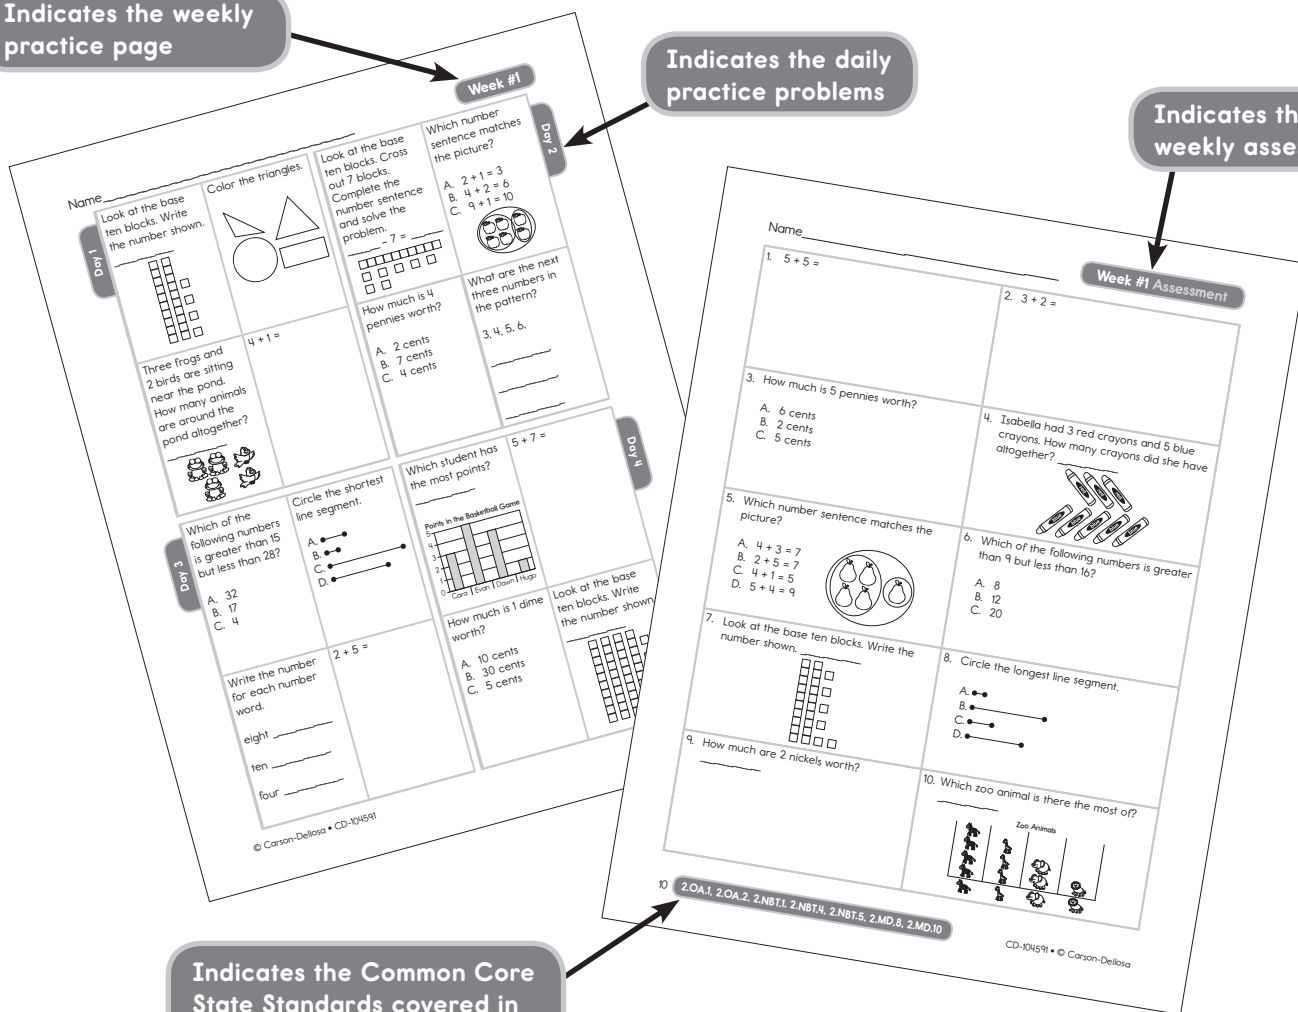 Indicates the weekly
practice page
Indicates the daily
practice problems
Indicates th
weekly asse
Week #1
Name
Day 1
Look at the base
ten blocks. Write
the number shown.
Color the triangles.
Three frogs and
2 birds are sitting
near the pond.
How many animals
are around the
pond altogether?
4 + 1 =
Day 2
Look at the base
ten blocks. Cross
out 7 blocks.
Complete the
number sentence
and solve the
problem.
– 7 =
Which number
sentence matches
the picture?
A. 2 + 1 = 3
B. 4 + 2 = 6
C. 9 + 1 = 10
How much is 4
pennies worth?
A. 2 cents
B. 7 cents
C. 4 cents
What are the next
three numbers in
the pattern?
3, 4, 5, 6,
Day 3
Which of the
following numbers
is greater than 15
but less than 28?
A. 32
B. 17
C. 4
Circle the shortest
line segment.
A.
B.
C.
D.
Write the number
for each number
word.
eight
ten
four
2 + 5 =
Day 4
Which student has
the most points?
Points in the Basketball Game
5
4
3
2
1
0
Cara Evan Dawn Hugo
5 + 7 =
How much is 1 dime
worth?
A. 10 cents
B. 30 cents
C. 5 cents
Look at the base
ten blocks. Write
the number shown.
© Carson-Dellosa • CD-104591
Name
Week #1 Assessment
1. 5 + 5 =
2. 3 + 2 =
3. How much is 5 pennies worth?
A. 6 cents
B. 2 cents
C. 5 cents
4. Isabella had 3 red crayons and 5 blue
crayons. How many crayons did she have
altogether?
5. Which number sentence matches the
picture?
A. 4 + 3 = 7
B. 2 + 5 = 7
C. 4 + 1 = 5
D. 5 + 4 = 9
6. Which of the following numbers is greater
than 9 but less than 16?
A. 8
B. 12
C. 20
7. Look at the base ten blocks. Write the
number shown.
8. Circle the longest line segment.
A.
B.
C.
D.
9. How much are 2 nickels worth?
10. Which zoo animal is there the most of?
Zoo Animals
10
2.OA.1, 2.OA.2, 2.NBT.1, 2.NBT.4, 2.NBT.5, 2.MD.8, 2.MD.10
CD-104591 • © Carson-Dellosa
Indicates the Common Core
State Standards covered in